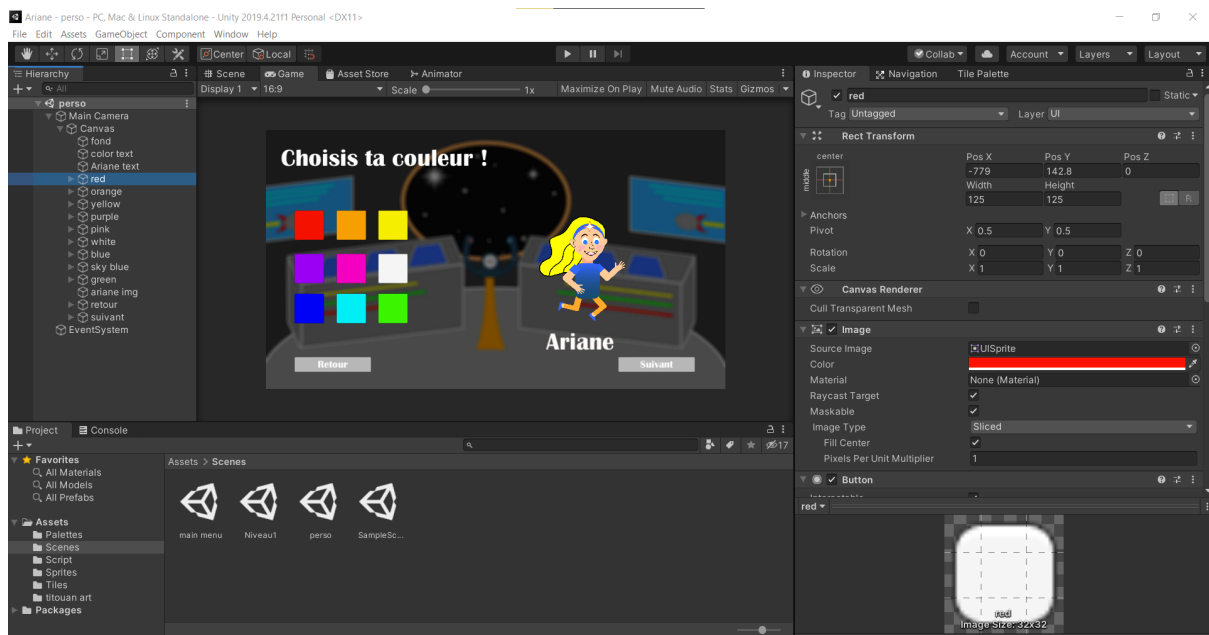 Ariane - perso - PC, Mac & Linux Standalone - Unity 2019.4.21f1 Personal <DX11>
File Edit Assets GameObject Component Window Help
Center Local Collab Account Layers Layout
Hierarchy
All
perso
Main Camera
Canvas
fond
color text
Ariane text
red
orange
yellow
purple
pink
white
blue
sky blue
green
ariane img
retour
suivant
EventSystem
Scene Game Asset Store Animator
Display 1 16:9 Scale 1x Maximize On Play Mute Audio Stats Gizmos
Choisis ta couleur !
Ariane
Retour Suivant
Project Console
17
Favorites
All Materials
All Models
All Prefabs
Assets
Palettes
Scenes
Script
Sprites
Tiles
titouan art
Packages
Assets > Scenes
main menu Niveau1 perso SampleSc...
Inspector Navigation Tile Palette
red Static
Tag Untagged Layer UI
Rect Transform
center Pos X Pos Y Pos Z
middle -779 142.8 0
Width Height
125 125 R
Anchors
Pivot X 0.5 Y 0.5
Rotation X 0 Y 0 Z 0
Scale X 1 Y 1 Z 1
Canvas Renderer
Cull Transparent Mesh
Image
Source Image UISprite
Color
Material None (Material)
Raycast Target
Maskable
Image Type Sliced
Fill Center
Pixels Per Unit Multiplier 1
Button
red
red
Image Size: 32x32